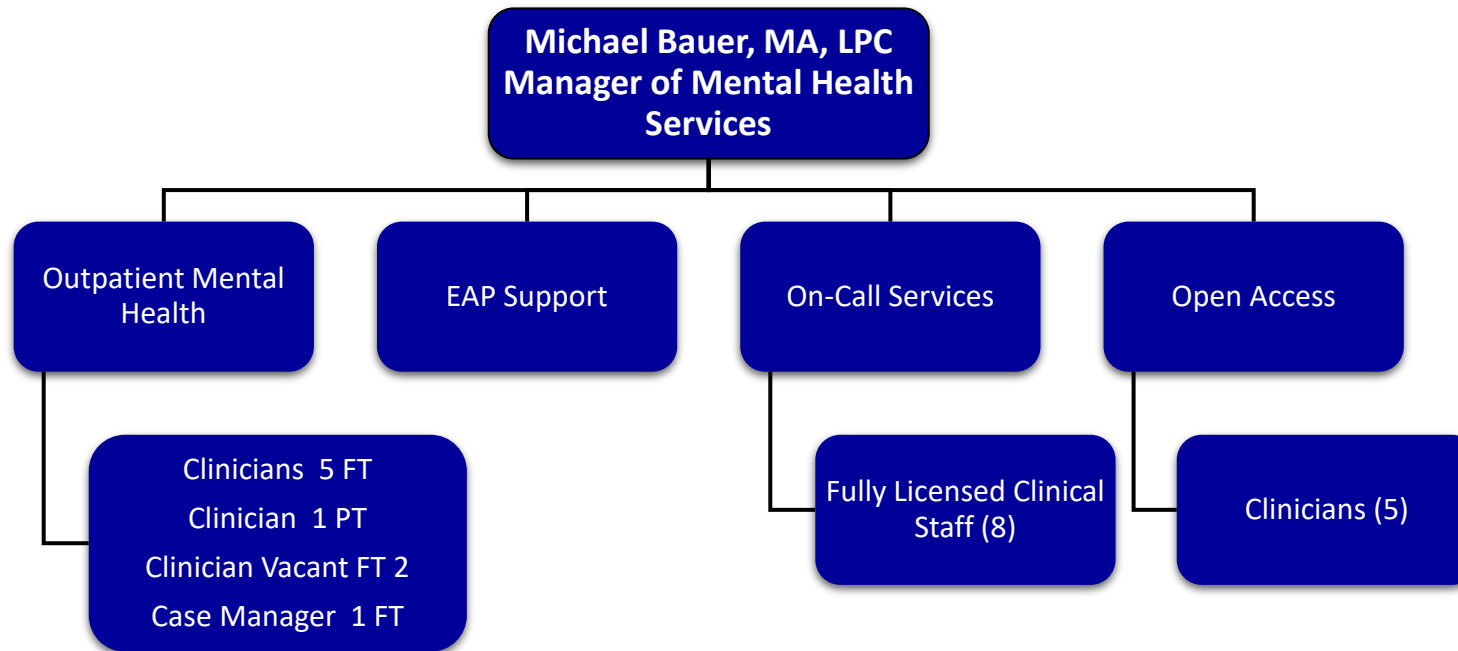 Michael Bauer, MA, LPC
Manager of Mental Health
Services
Outpatient Mental
Health
EAP Support
On-Call Services
Open Access
Clinicians  5 FT
Clinician  1 PT
Clinician Vacant FT 2
Case Manager  1 FT
Fully Licensed Clinical
Staff (8)
Clinicians (5)